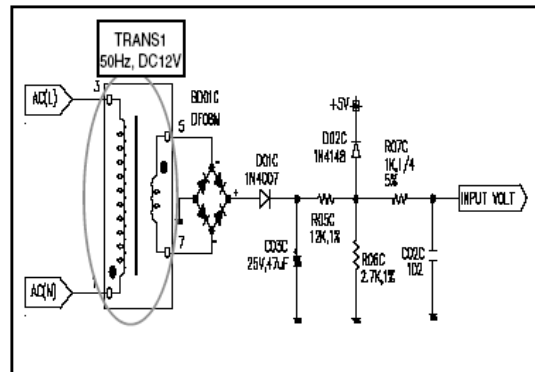 TRANS1
50Hz, DC12V
AC(L)
3
BD01C
DF08M
5
+5V
D02C
1N4148
R07C
1K,1/4
5%
D01C
1N4007
+
INPUT VOLT
R05C
12K,1%
7
C03C
25V,47uF
R06C
2.7K,1%
C02C
102
AC(N)
1